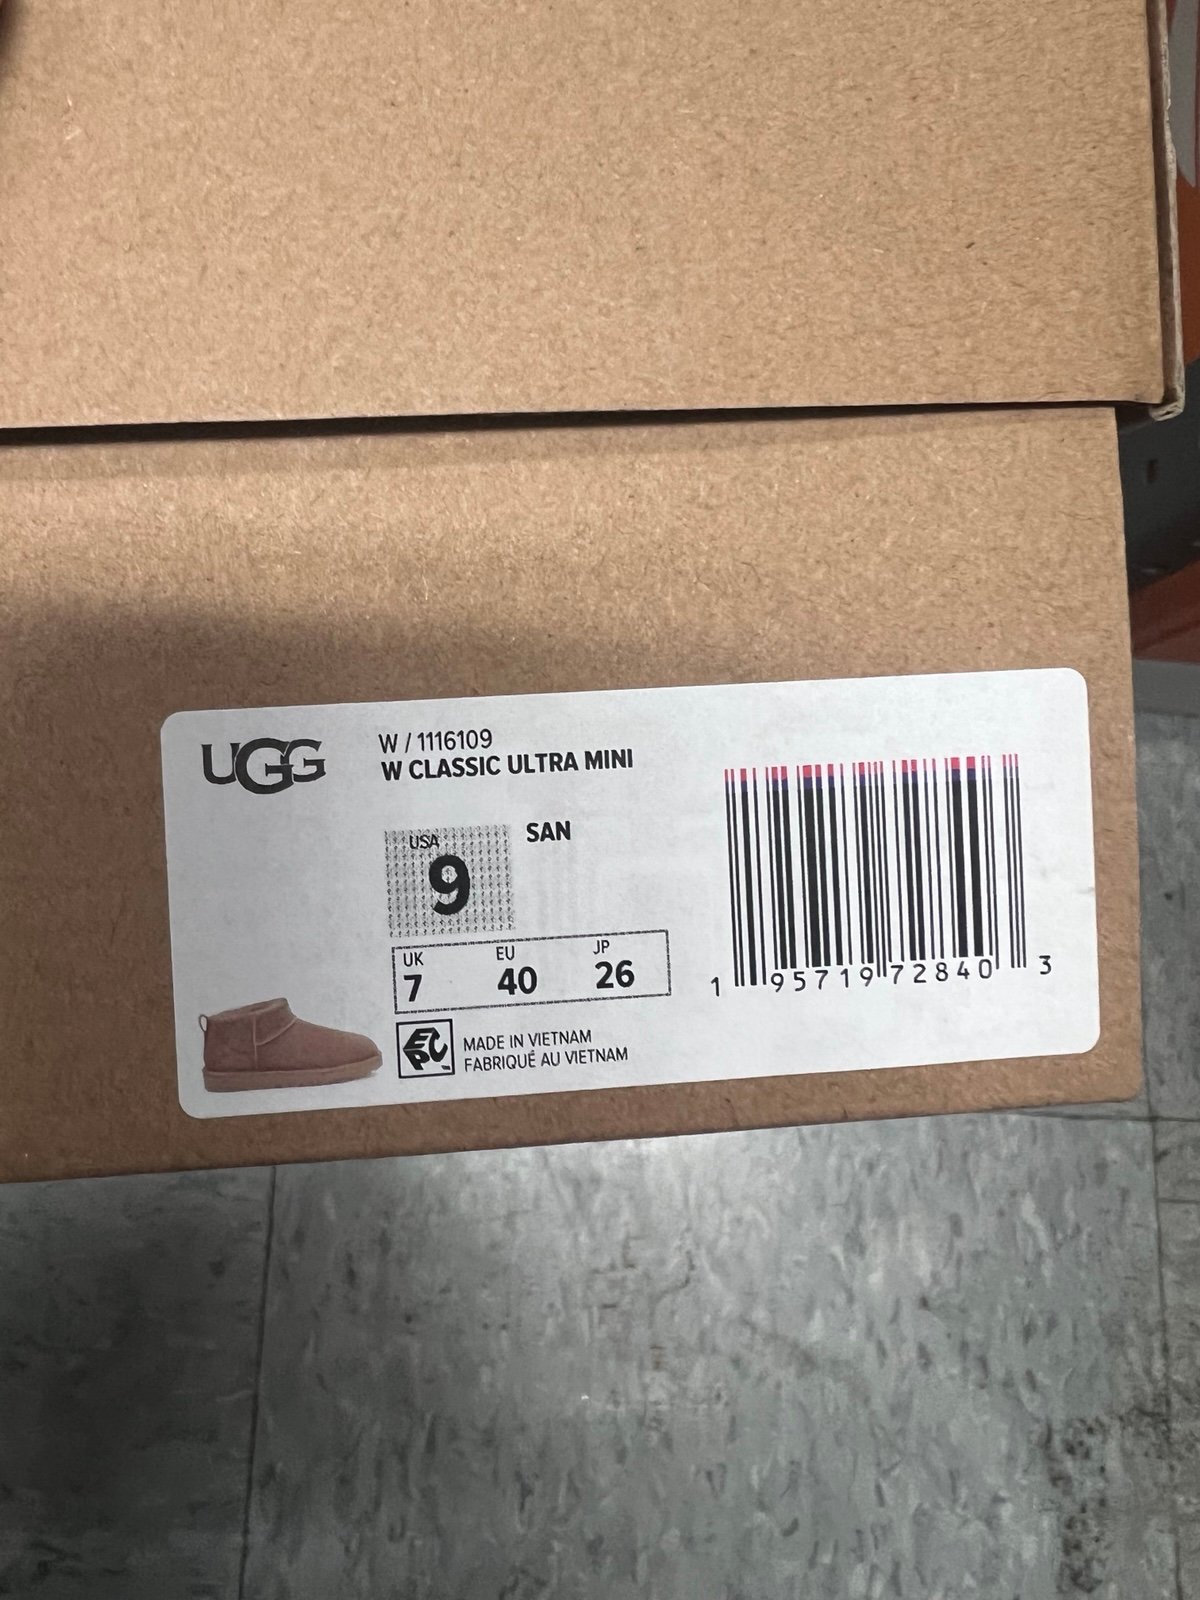 UGG
W / 1116109
W CLASSIC ULTRA MINI
USA
9
SAN
UK EU JP
7 40 26
EPC
MADE IN VIETNAM
FABRIQUÉ AU VIETNAM
1 95719 72840 3